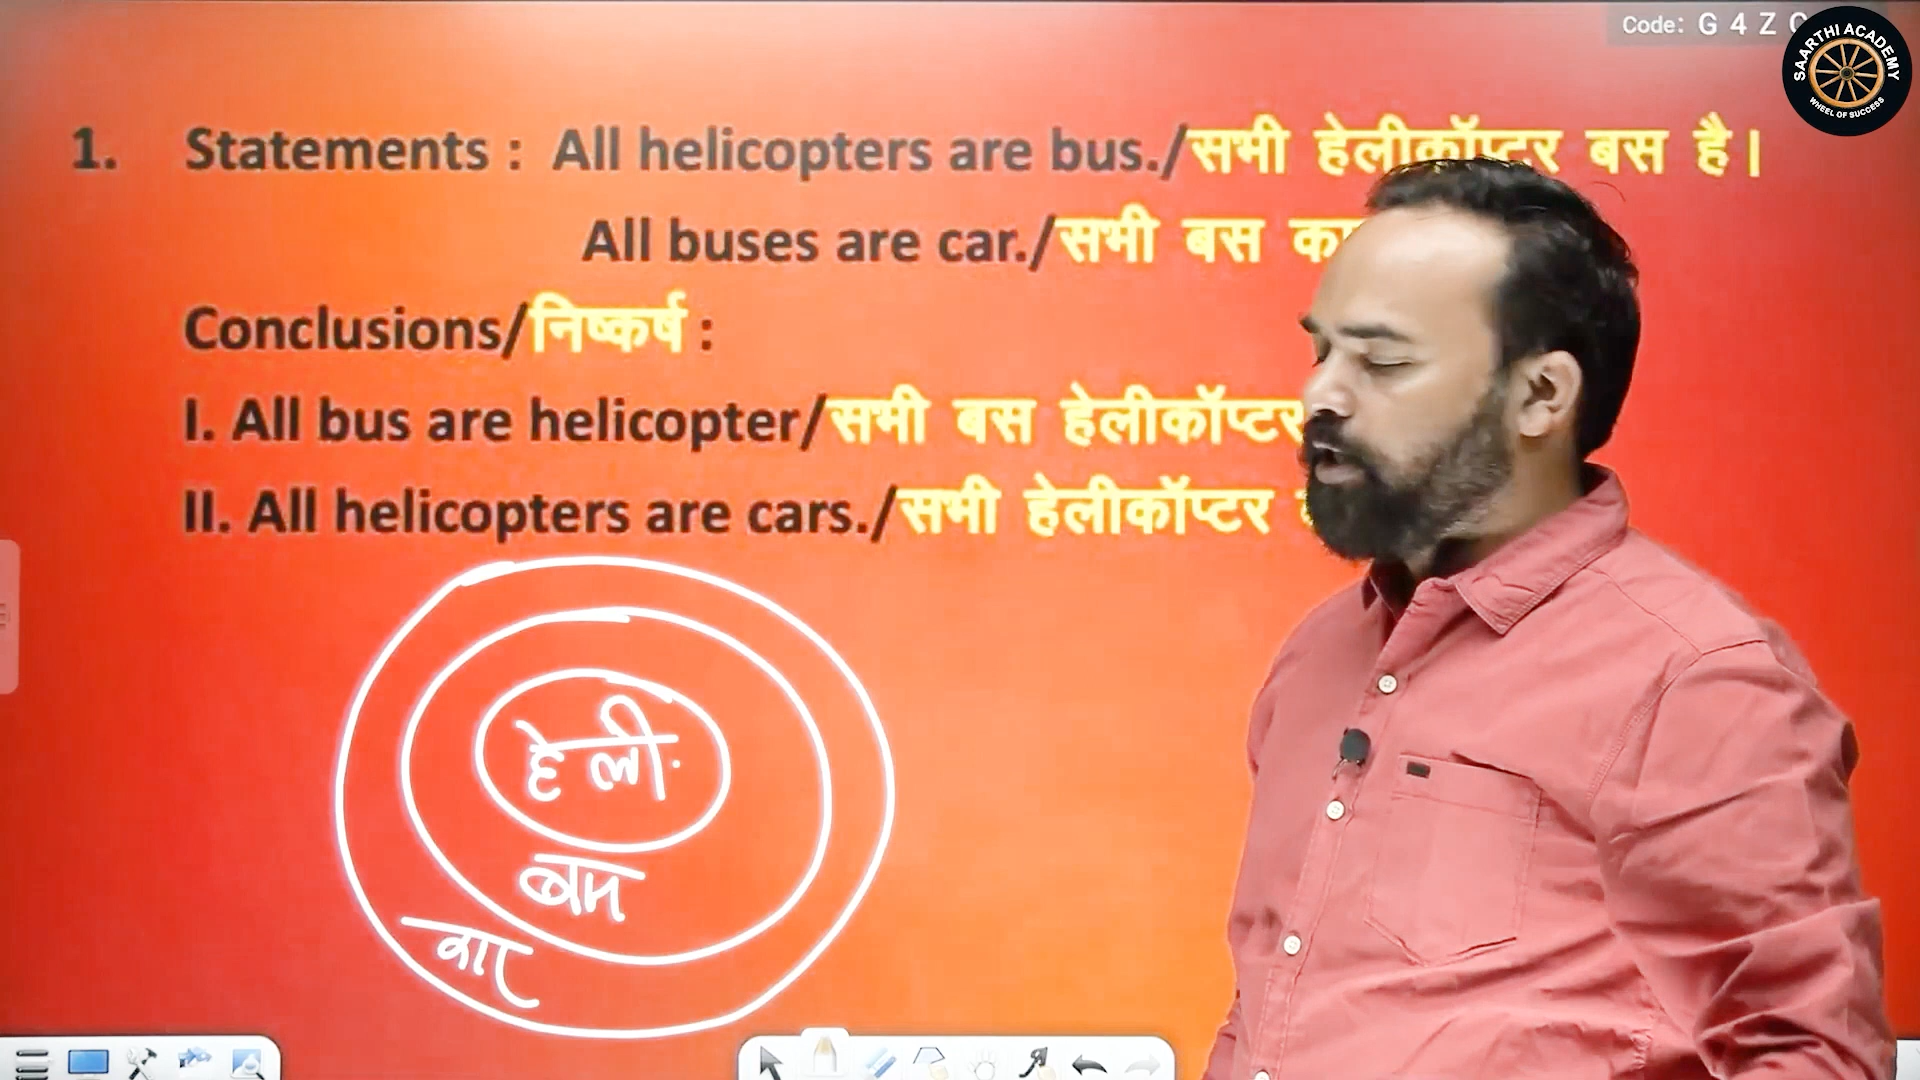 Code: G 4 Z
SAARTHI ACADEMY
WHEEL OF SUCCESS
1. Statements : All helicopters are bus./सभी हेलीकॉप्टर बस है।
All buses are car./सभी बस
Conclusions/निष्कर्ष :
I. All bus are helicopter/सभी बस हेलीकॉप्टर
II. All helicopters are cars./सभी हेलीकॉप्टर
हेली.
बस
कार